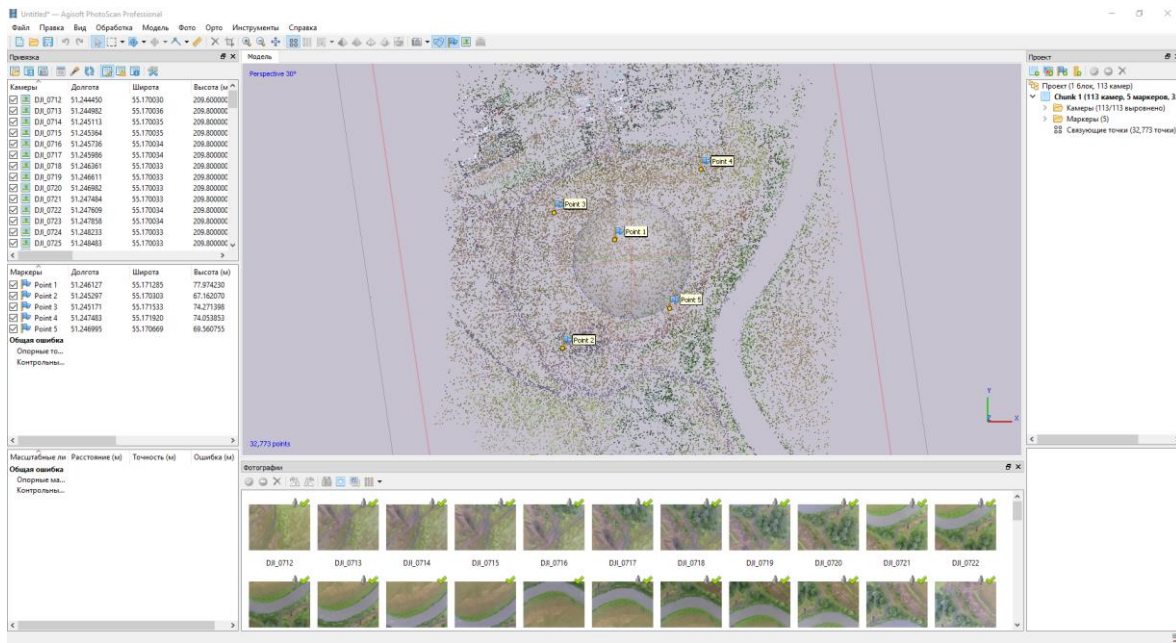 Untitled* — Agisoft PhotoScan Professional
Файл Правка Вид Обработка Модель Фото Орто Инструменты Справка
Привязка
Камеры Долгота Широта Высота (м)
DJI_0712 51.244450 55.170030 209.600000
DJI_0713 51.244982 55.170036 209.800000
DJI_0714 51.245113 55.170035 209.800000
DJI_0715 51.245364 55.170035 209.800000
DJI_0716 51.245736 55.170034 209.800000
DJI_0717 51.245986 55.170034 209.800000
DJI_0718 51.246361 55.170033 209.800000
DJI_0719 51.246611 55.170033 209.800000
DJI_0720 51.246982 55.170033 209.800000
DJI_0721 51.247484 55.170033 209.800000
DJI_0722 51.247609 55.170034 209.800000
DJI_0723 51.247858 55.170034 209.800000
DJI_0724 51.248233 55.170033 209.800000
DJI_0725 51.248483 55.170033 209.800000
Маркеры Долгота Широта Высота (м)
Point 1 51.246127 55.171285 77.974230
Point 2 51.245297 55.170303 67.162070
Point 3 51.245171 55.171533 74.271398
Point 4 51.247483 55.171920 74.053853
Point 5 51.246995 55.170669 69.560755
Общая ошибка
Опорные то...
Контрольны...
Масштабные ли Расстояние (м) Точность (м) Ошибка (м)
Общая ошибка
Опорные ма...
Контрольны...
Модель
Perspective 30°
Point 4
Point 3
Point 1
Point 5
Point 2
Y
Z X
32,773 points
Фотографии
DJI_0712 DJI_0713 DJI_0714 DJI_0715 DJI_0716 DJI_0717 DJI_0718 DJI_0719 DJI_0720 DJI_0721 DJI_0722
Проект
Проект (1 блок, 113 камер)
Chunk 1 (113 камер, 5 маркеров, 3
Камеры (113/113 выровнено)
Маркеры (5)
Связующие точки (32,773 точки)